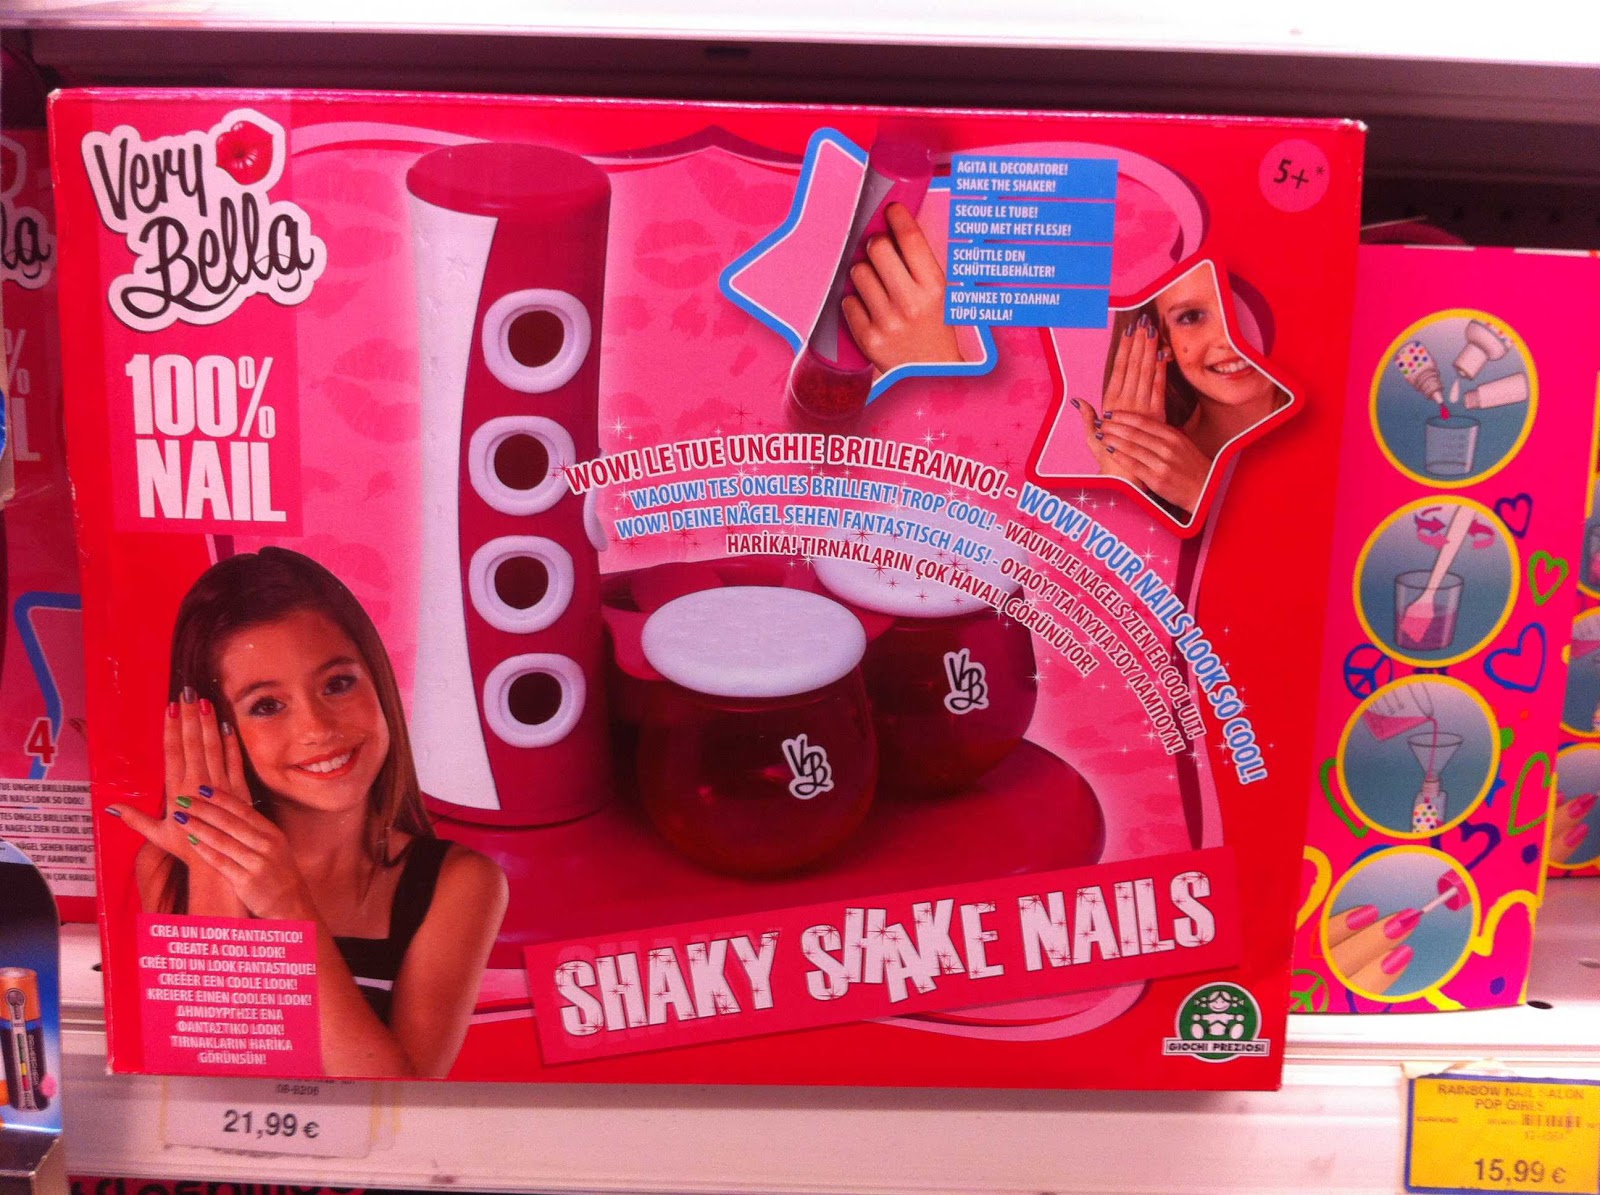 Very
Bella
100%
NAIL
5+*
AGITA IL DECORATORE!
SHAKE THE SHAKER!
SECOUE LE TUBE!
SCHUD MET HET FLESJE!
SCHÜTTLE DEN
SCHÜTTELBEHÄLTER!
ΚΟΥΝΗΣΕ ΤΟ ΣΩΛΗΝΑ!
TÜPÜ SALLA!
WOW! LE TUE UNGHIE BRILLERANNO! - WOW! YOUR NAILS LOOK SO COOL!
WAOUW! TES ONGLES BRILLENT! TROP COOL! - WAUW! JE NAGELS ZIEN ER COOL UIT!
WOW! DEINE NÄGEL SEHEN FANTASTISCH AUS! - ΟΥΑΟΥ! ΤΑ ΝΥΧΙΑ ΣΟΥ ΛΑΜΠΟΥΝ!
HARİKA! TIRNAKLARIN ÇOK HAVALI GÖRÜNÜYOR!
VB
VB
CREA UN LOOK FANTASTICO!
CREATE A COOL LOOK!
CRÉE TOI UN LOOK FANTASTIQUE!
CREËER EEN COOLE LOOK!
KREIERE EINEN COOLEN LOOK!
ΔΗΜΙΟΥΡΓΗΣΕ ΕΝΑ
ΦΑΝΤΑΣΤΙΚΟ LOOK!
TIRNAKLARIN HARİKA
GÖRÜNSÜN!
SHAKY SHAKE NAILS
GIOCHI PREZIOSI
4
21,99 €
RAINBOW NAIL SALON
POP GIRLS
15,99 €